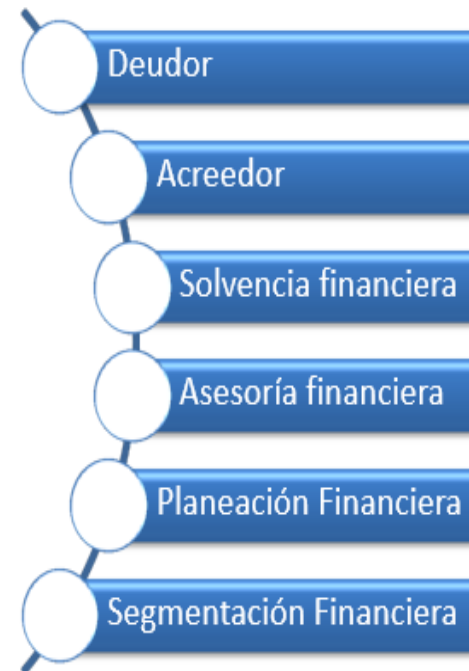 Deudor
Acreedor
Solvencia financiera
Asesoría financiera
Planeación Financiera
Segmentación Financiera